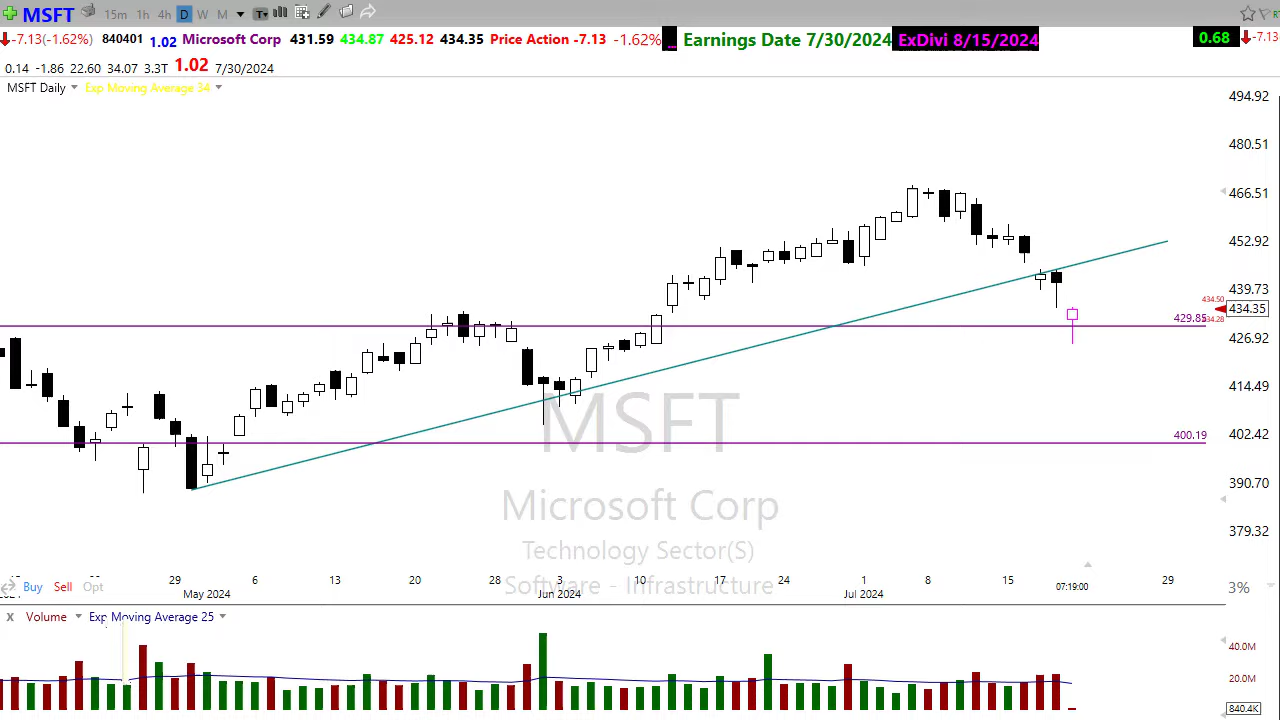 MSFT 15m 1h 4h D W M
-7.13(-1.62%) 840401 1.02 Microsoft Corp 431.59 434.87 425.12 434.35 Price Action -7.13 -1.62% Earnings Date 7/30/2024 ExDivi 8/15/2024 0.68 -7.13
0.14 -1.86 22.60 34.07 3.3T 1.02 7/30/2024
MSFT Daily Exp Moving Average 34
494.92
480.51
466.51
452.92
439.73
434.50
434.35
429.85
426.92
414.49
400.19
402.42
390.70
379.32
MSFT
Microsoft Corp
Technology Sector(S)
Software - Infrastructure
Buy Sell Opt
29 6 13 20 28 3 10 17 24 1 8 15 29
May 2024 Jun 2024 Jul 2024 07:19:00
3%
X Volume Exp Moving Average 25
40.0M
20.0M
840.4K